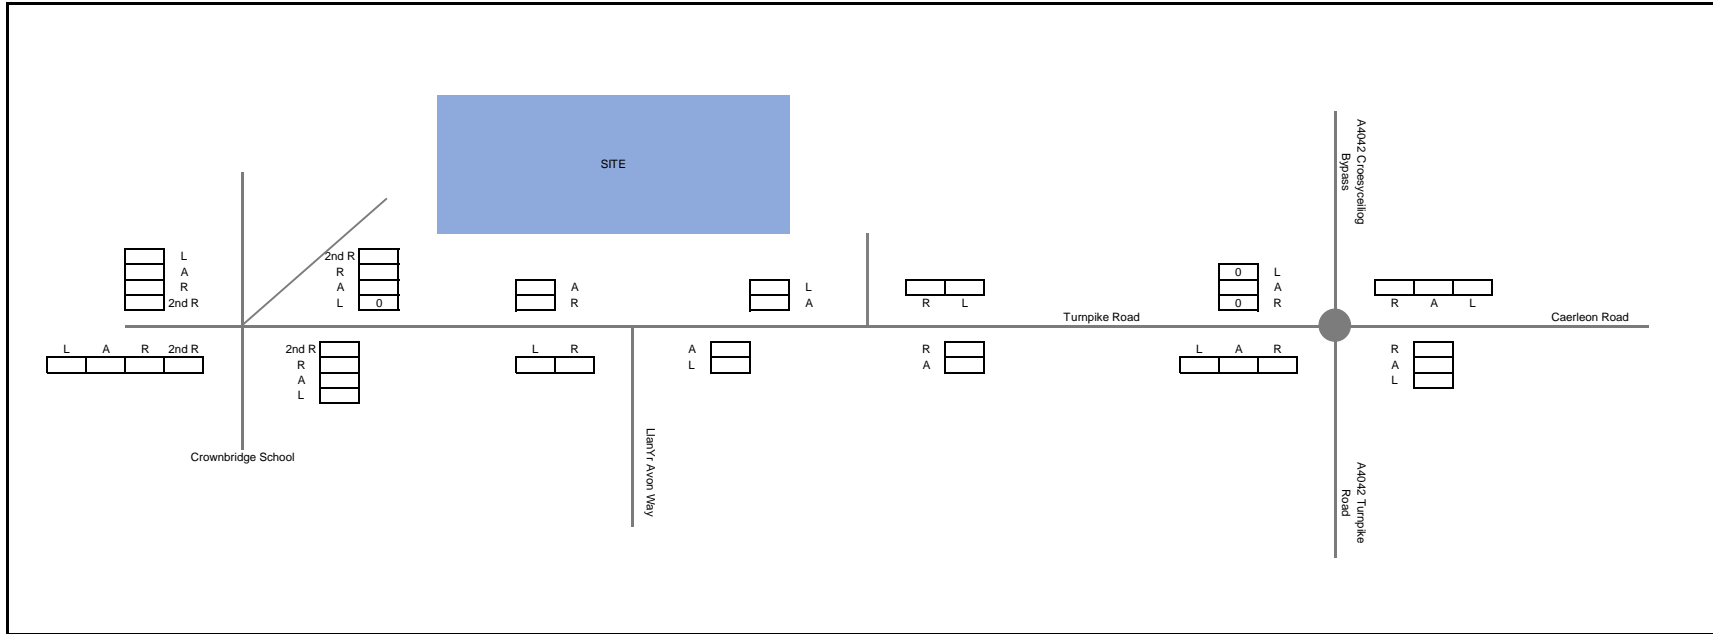 SITE
A4042 Croesyceiliog
Bypass
L
A
R
2nd R
2nd R
R
A
L 0
A
R
L
A
R L
0 L
A
0 R
R A L
Turnpike Road
Caerleon Road
L A R 2nd R
2nd R
R
A
L
L R
A
L
R
A
L A R
R
A
L
Crownbridge School
LlanYr Avon Way
A4042 Turnpike
Road